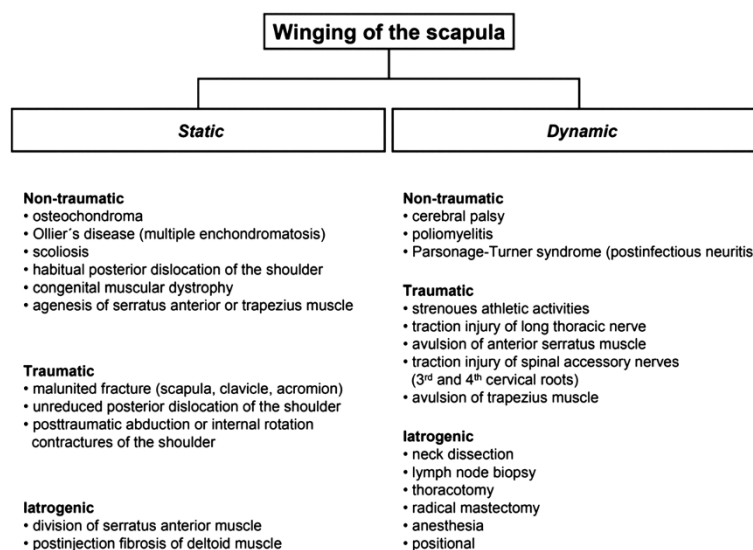 Winging of the scapula
Static
Non-traumatic
• osteochondroma
• Ollier´s disease (multiple enchondromatosis)
• scoliosis
• habitual posterior dislocation of the shoulder
• congenital muscular dystrophy
• agenesis of serratus anterior or trapezius muscle
Traumatic
• malunited fracture (scapula, clavicle, acromion)
• unreduced posterior dislocation of the shoulder
• posttraumatic abduction or internal rotation
contractures of the shoulder
Iatrogenic
• division of serratus anterior muscle
• postinjection fibrosis of deltoid muscle
Dynamic
Non-traumatic
• cerebral palsy
• poliomyelitis
• Parsonage-Turner syndrome (postinfectious neuritis
Traumatic
• strenoues athletic activities
• traction injury of long thoracic nerve
• avulsion of anterior serratus muscle
• traction injury of spinal accessory nerves
(3rd and 4th cervical roots)
• avulsion of trapezius muscle
Iatrogenic
• neck dissection
• lymph node biopsy
• thoracotomy
• radical mastectomy
• anesthesia
• positional